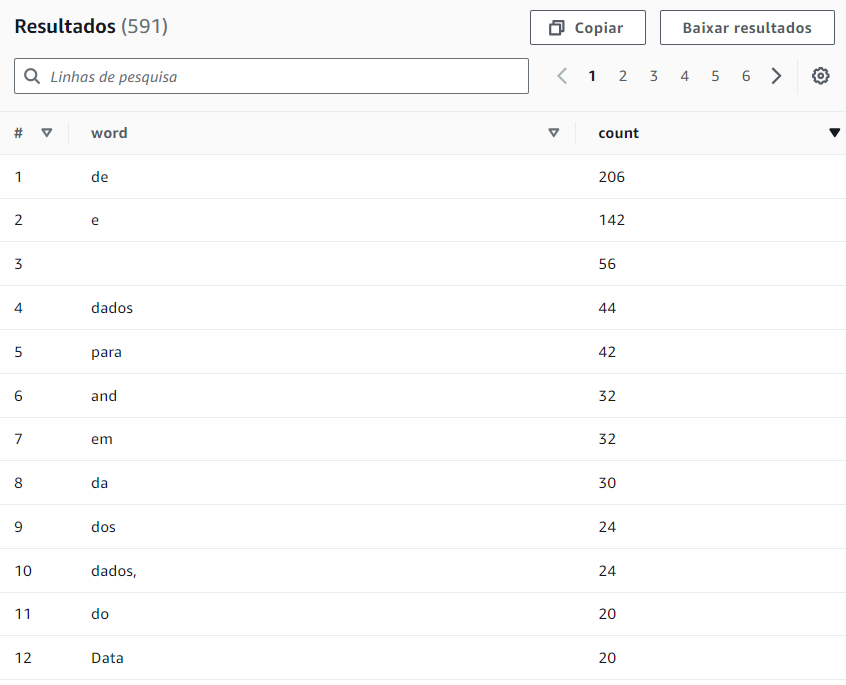 Resultados (591) Copiar Baixar resultados
Linhas de pesquisa 1 2 3 4 5 6
# word count
1 de 206
2 e 142
3 56
4 dados 44
5 para 42
6 and 32
7 em 32
8 da 30
9 dos 24
10 dados, 24
11 do 20
12 Data 20